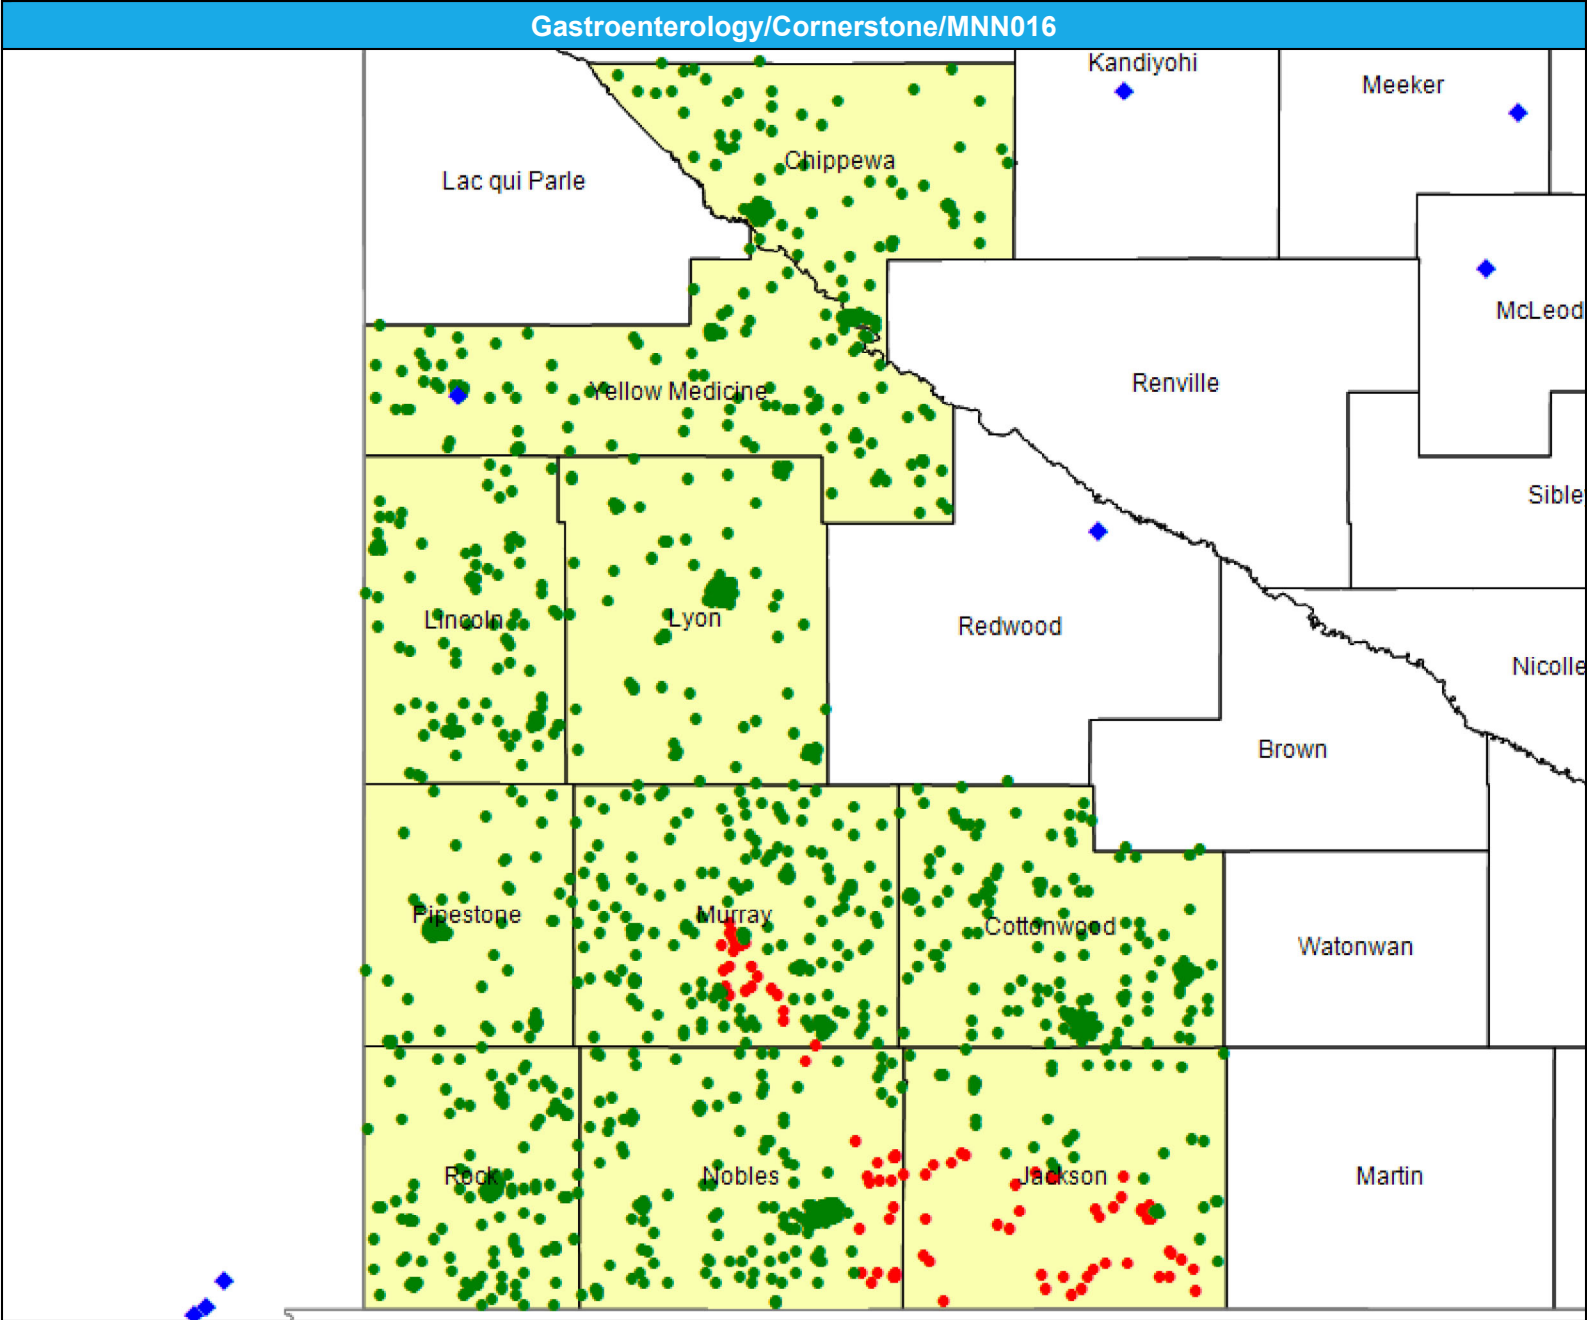 Gastroenterology/Cornerstone/MNN016
Kandiyohi
Meeker
Chippewa
Lac qui Parle
McLeod
Renville
Yellow Medicine
Sible
Lincoln
Lyon
Redwood
Nicolle
Brown
Pipestone
Murray
Cottonwood
Watonwan
Rock
Nobles
Jackson
Martin